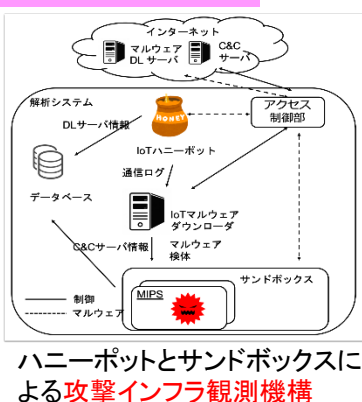 インターネット
マルウェア
DL サーバ
C&C
サーバ
解析システム
アクセス
制御部
DLサーバ情報
HONEY
IoTハニーポット
通信ログ
データベース
IoTマルウェア
ダウンローダ
C&Cサーバ情報
マルウェア
検体
サンドボックス
MIPS
制御
マルウェア
ハニーポットとサンドボックスに
よる攻撃インフラ観測機構